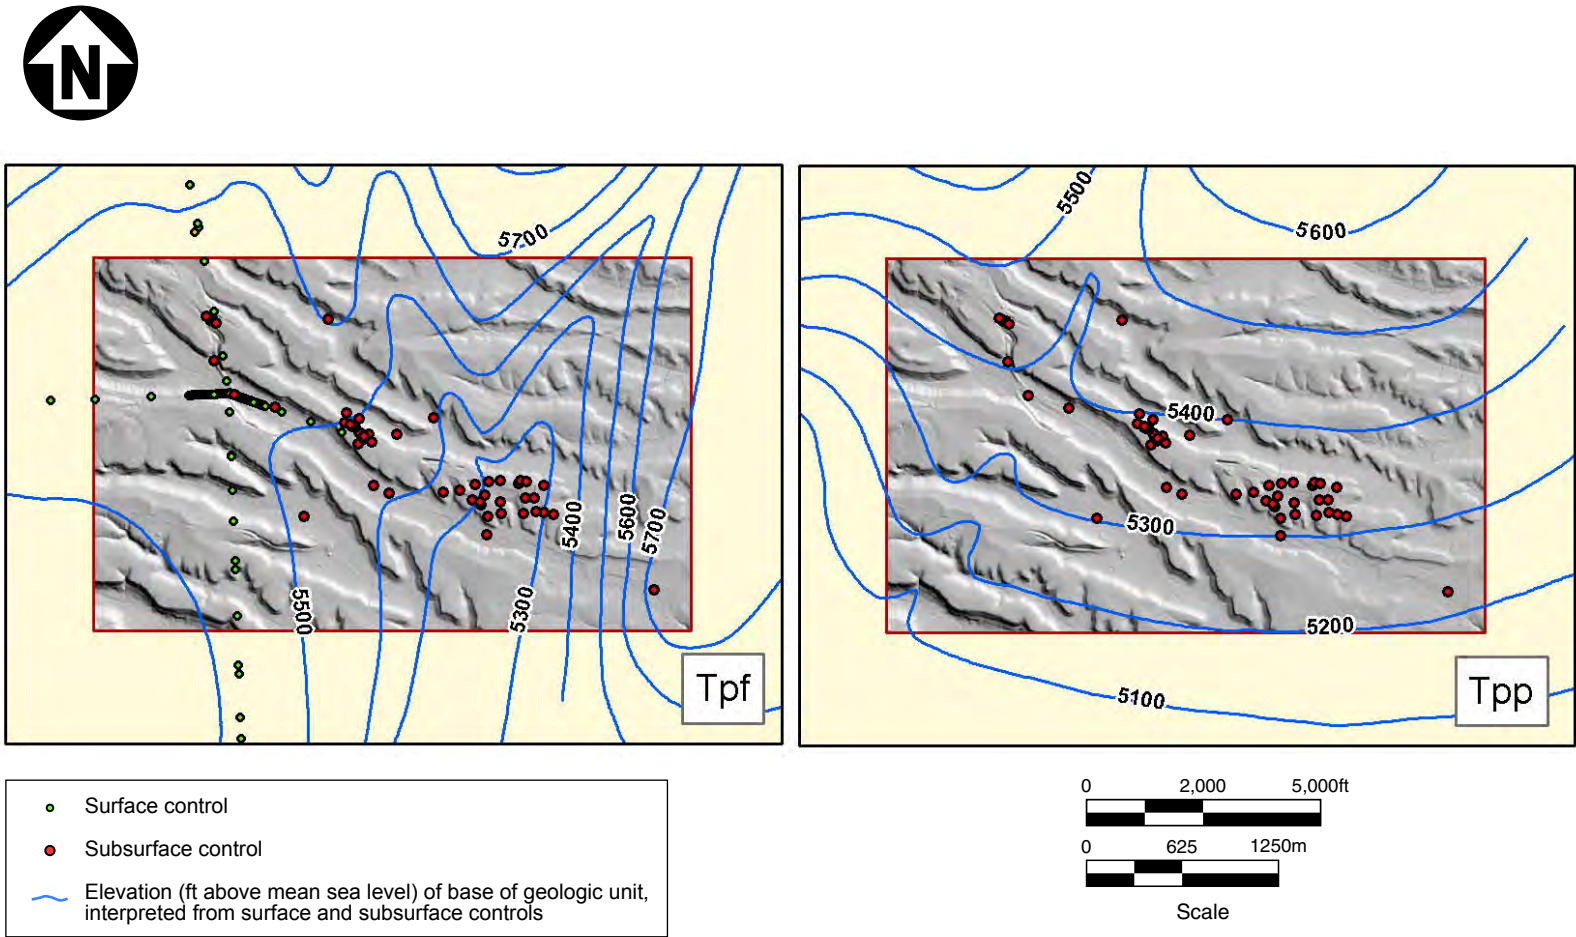 N
5700
5500
5300
5400
5600
5700
Tpf
5500
5600
5400
5300
5200
5100
Tpp
Surface control
Subsurface control
Elevation (ft above mean sea level) of base of geologic unit,
interpreted from surface and subsurface controls
0 2,000 5,000ft
0 625 1250m
Scale